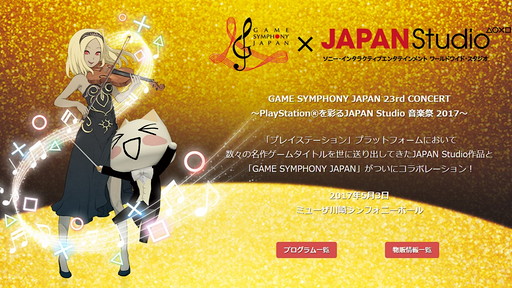 GAME
SYMPHONY
JAPAN
×
JAPAN Studio
ソニー・インタラクティブエンタテインメント ワールドワイド・スタジオ
GAME SYMPHONY JAPAN 23rd CONCERT
～PlayStation®を彩るJAPAN Studio 音楽祭 2017～
「プレイステーション」プラットフォームにおいて
数々の名作ゲームタイトルを世に送り出してきたJAPAN Studio作品と
「GAME SYMPHONY JAPAN」がついにコラボレーション！
2017年5月3日
ミューザ川崎シンフォニーホール
プログラム一覧
物販情報一覧